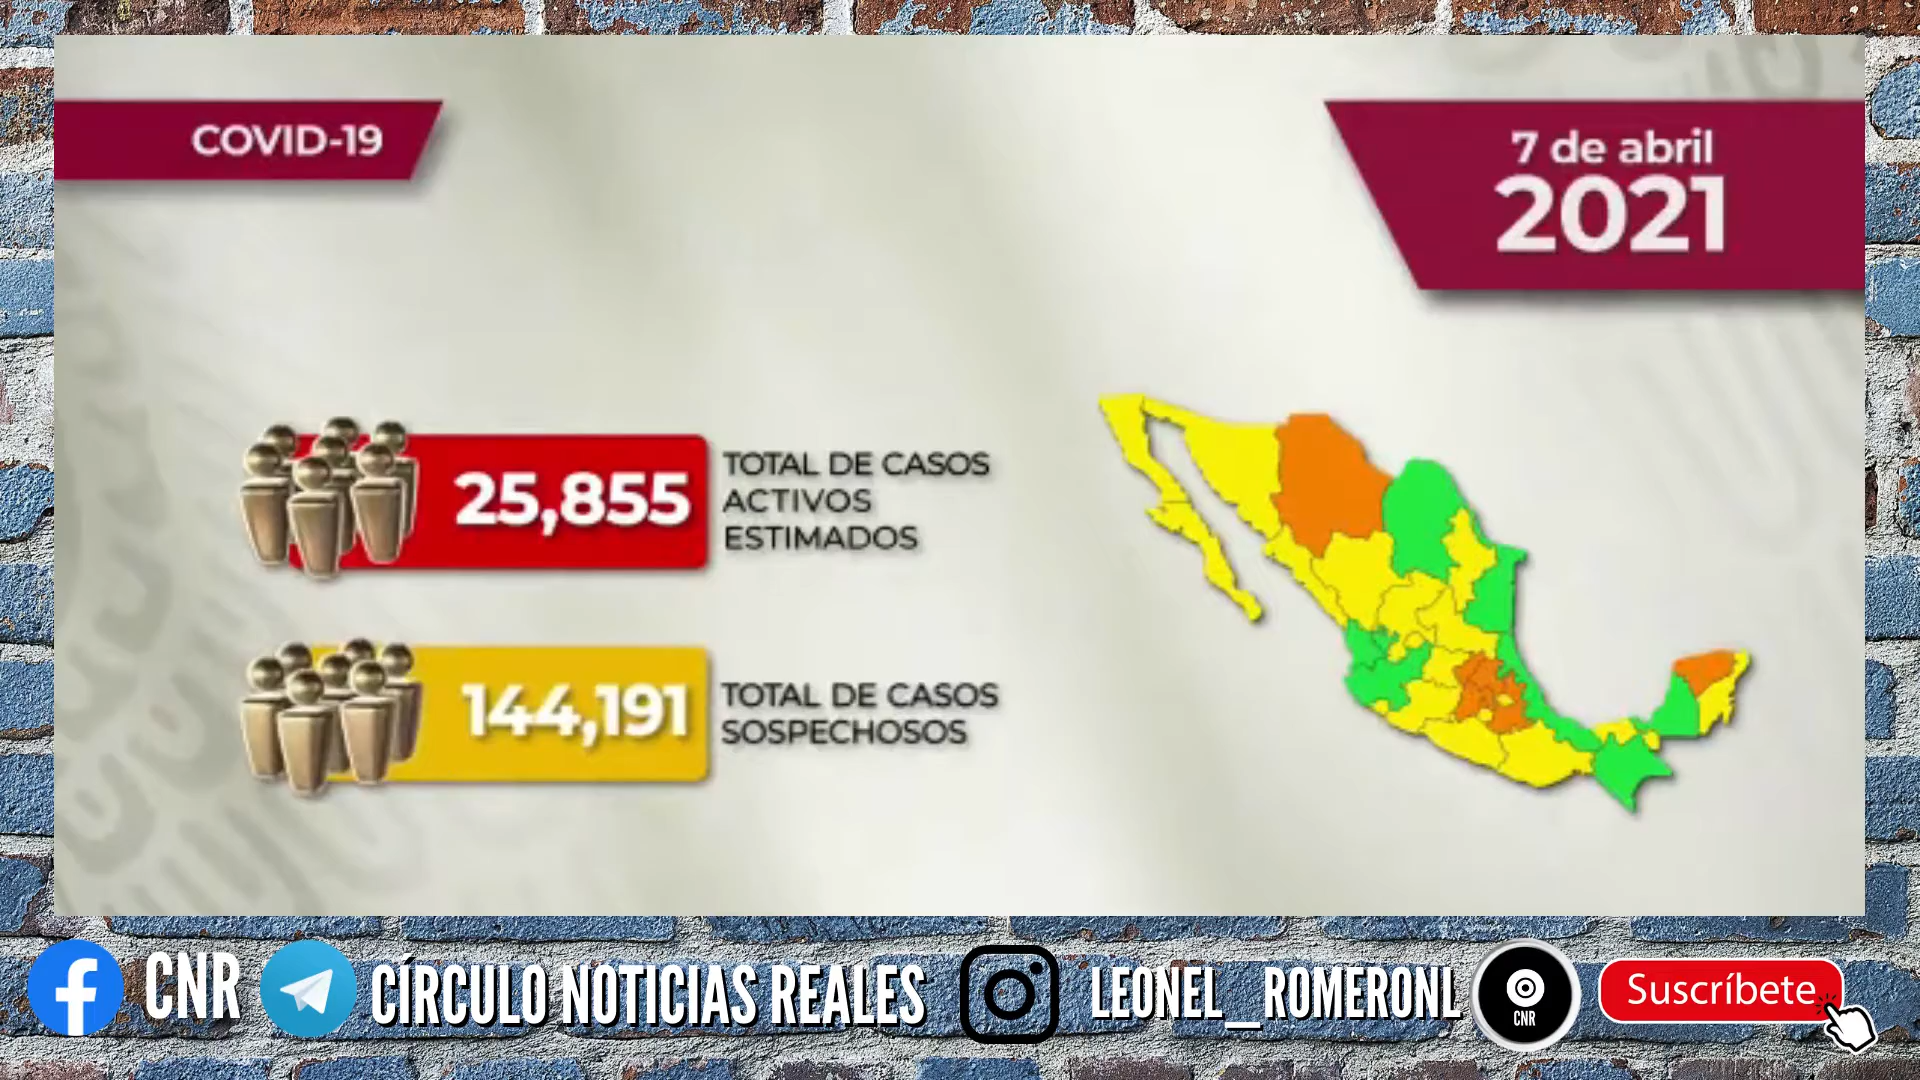 COVID-19
7 de abril
2021
25,855
TOTAL DE CASOS
ACTIVOS
ESTIMADOS
144,191
TOTAL DE CASOS
SOSPECHOSOS
CNR
CÍRCULO NOTICIAS REALES
LEONEL_ROMERONL
CNR
Suscríbete